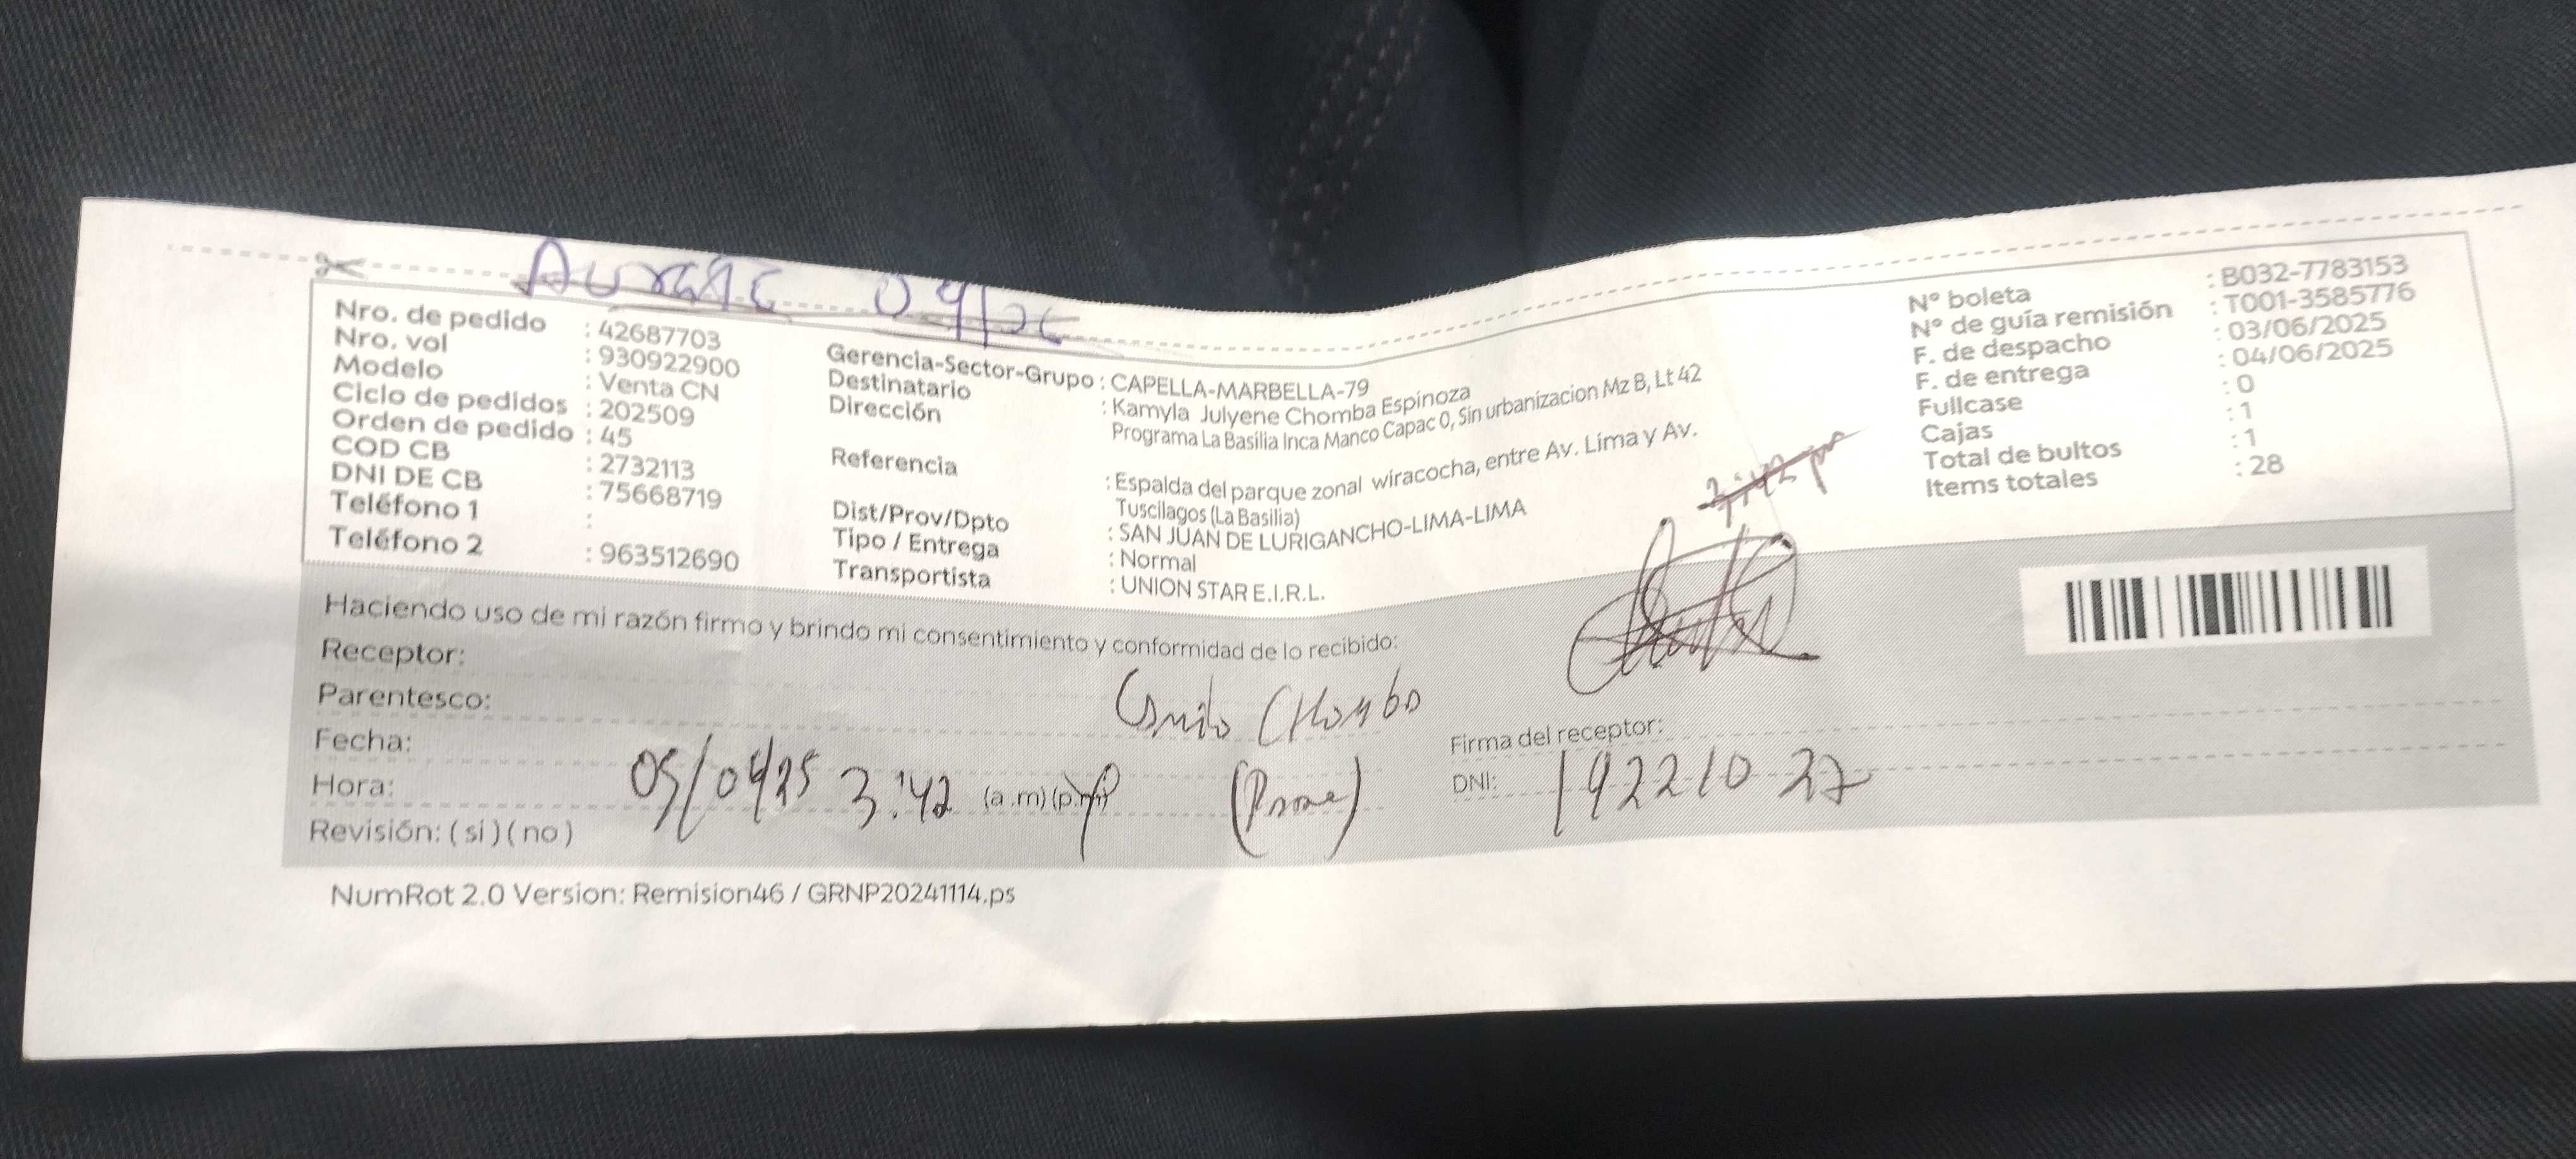 Nro. de pedido : 42687703
Nro. vol : 930922900
Modelo : Venta CN
Ciclo de pedidos : 202509
Orden de pedido : 45
COD CB : 2732113
DNI DE CB : 75668719
Teléfono 1 :
Teléfono 2 : 963512690
Gerencia-Sector-Grupo : CAPELLA-MARBELLA-79
Destinatario : Kamyla Julyene Chomba Espinoza
Dirección Programa La Basilia Inca Manco Capac 0, Sin urbanizacion Mz B, Lt 42
Referencia : Espalda del parque zonal wiracocha, entre Av. Lima y Av.
Tuscilagos (La Basilia)
Dist/Prov/Dpto : SAN JUAN DE LURIGANCHO-LIMA-LIMA
Tipo / Entrega : Normal
Transportista : UNION STAR E.I.R.L.
N° boleta : B032-7783153
N° de guía remisión : T001-3585776
F. de despacho : 03/06/2025
F. de entrega : 04/06/2025
Fullcase : 0
Cajas : 1
Total de bultos : 1
Items totales : 28
3:42 pm
Haciendo uso de mi razón firmo y brindo mi consentimiento y conformidad de lo recibido:
Receptor:
Parentesco: Chombo
Fecha:
Hora: 3:42 (a.m) (p.m)
Revisión: ( si ) ( no )
Firma del receptor:
DNI: 19221027
NumRot 2.0 Version: Remision46 / GRNP20241114.ps